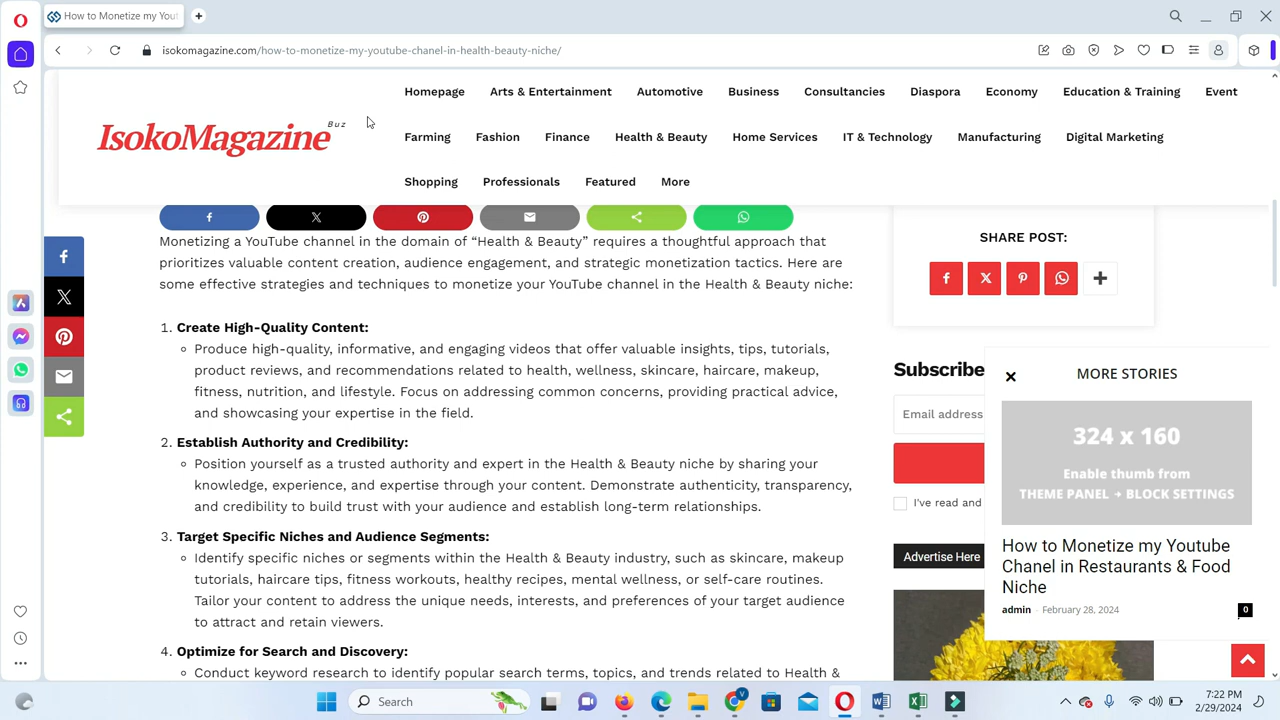 How to Monetize my Yout
isokomagazine.com/how-to-monetize-my-youtube-chanel-in-health-beauty-niche/
IsokoMagazine
Buz
Homepage Arts & Entertainment Automotive Business Consultancies Diaspora Economy Education & Training Event
Farming Fashion Finance Health & Beauty Home Services IT & Technology Manufacturing Digital Marketing
Shopping Professionals Featured More
Monetizing a YouTube channel in the domain of “Health & Beauty” requires a thoughtful approach that
prioritizes valuable content creation, audience engagement, and strategic monetization tactics. Here are
some effective strategies and techniques to monetize your YouTube channel in the Health & Beauty niche:
1. Create High-Quality Content:
Produce high-quality, informative, and engaging videos that offer valuable insights, tips, tutorials,
product reviews, and recommendations related to health, wellness, skincare, haircare, makeup,
fitness, nutrition, and lifestyle. Focus on addressing common concerns, providing practical advice,
and showcasing your expertise in the field.
2. Establish Authority and Credibility:
Position yourself as a trusted authority and expert in the Health & Beauty niche by sharing your
knowledge, experience, and expertise through your content. Demonstrate authenticity, transparency,
and credibility to build trust with your audience and establish long-term relationships.
3. Target Specific Niches and Audience Segments:
Identify specific niches or segments within the Health & Beauty industry, such as skincare, makeup
tutorials, haircare tips, fitness workouts, healthy recipes, mental wellness, or self-care routines.
Tailor your content to address the unique needs, interests, and preferences of your target audience
to attract and retain viewers.
4. Optimize for Search and Discovery:
Conduct keyword research to identify popular search terms, topics, and trends related to Health &
SHARE POST:
Subscribe
Email address
I've read and
Advertise Here
MORE STORIES
324 x 160
Enable thumb from
THEME PANEL → BLOCK SETTINGS
How to Monetize my Youtube
Chanel in Restaurants & Food
Niche
admin - February 28, 2024
0
Search
7:22 PM
2/29/2024